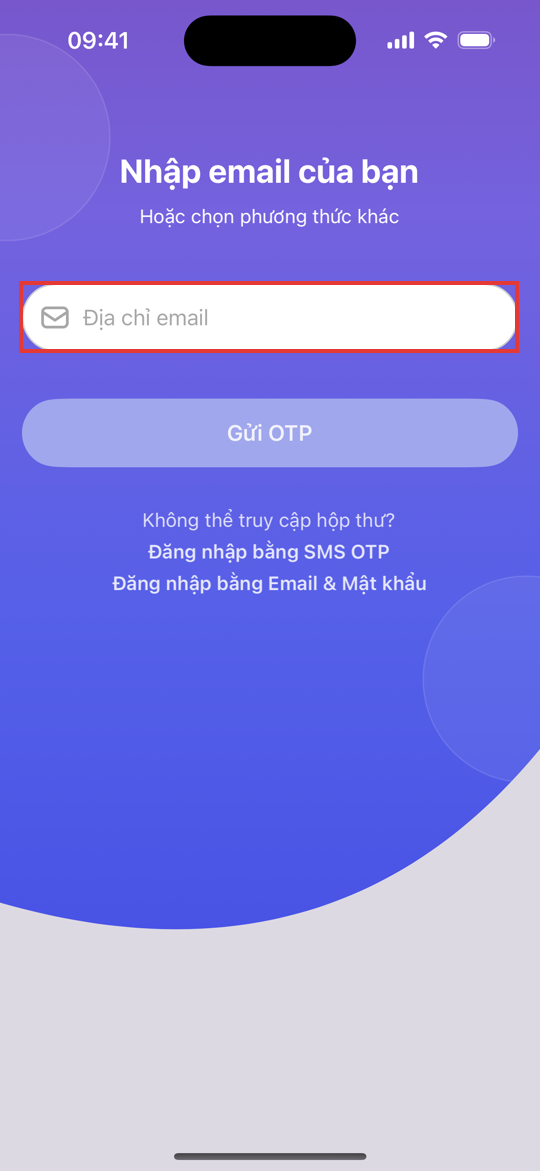 09:41
Nhập email của bạn
Hoặc chọn phương thức khác
Địa chỉ email
Gửi OTP
Không thể truy cập hộp thư?
Đăng nhập bằng SMS OTP
Đăng nhập bằng Email & Mật khẩu